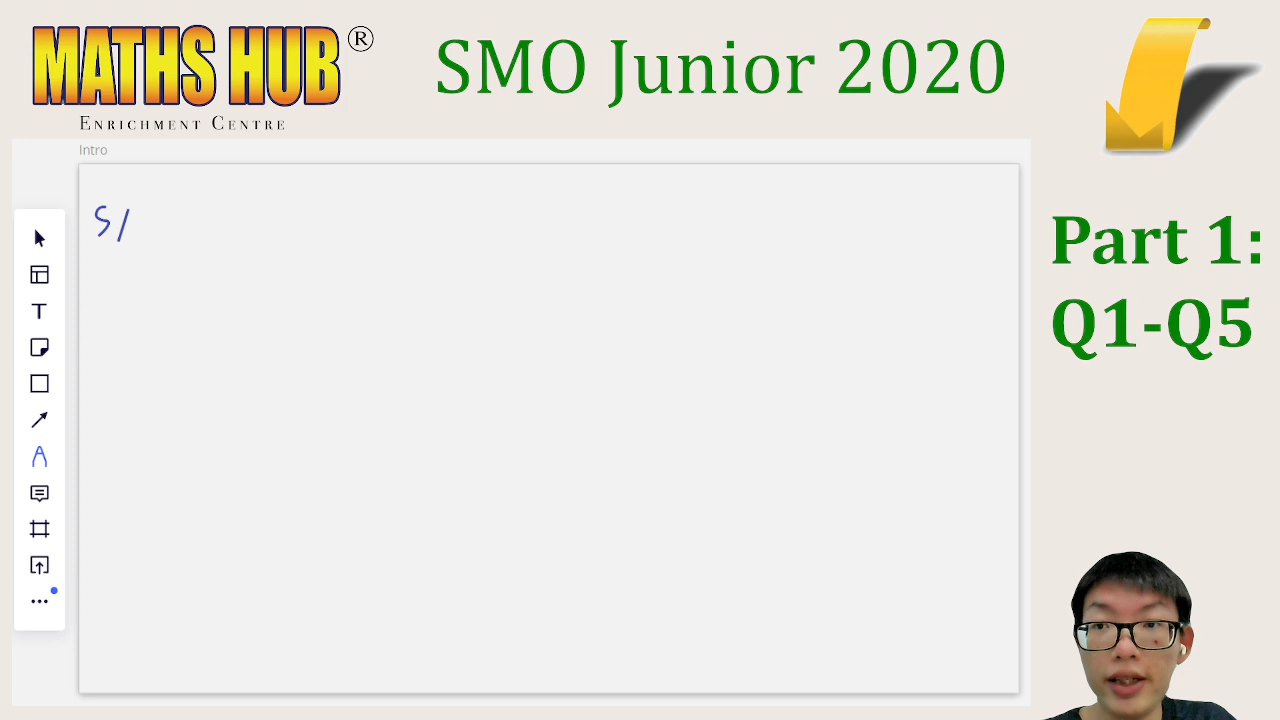 MATHS HUB®
ENRICHMENT CENTRE
SMO Junior 2020
Intro
S/
Part 1:
Q1-Q5